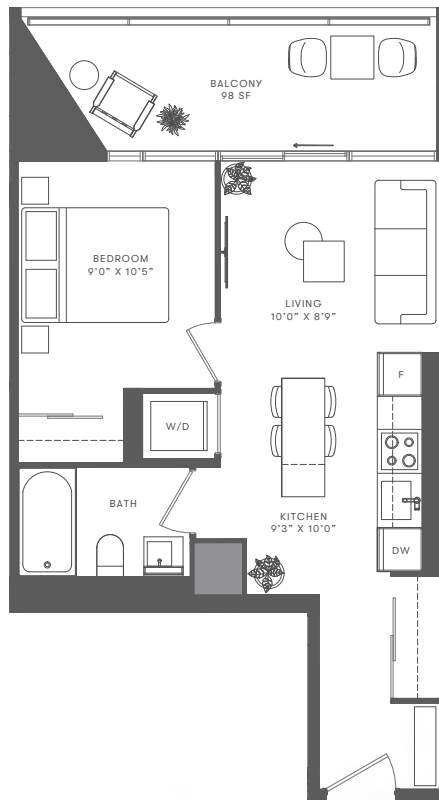 BALCONY
98 SF
BEDROOM
9'0" X 10'5"
LIVING
10'0" X 8'9"
F
W/D
BATH
KITCHEN
9'3" X 10'0"
DW